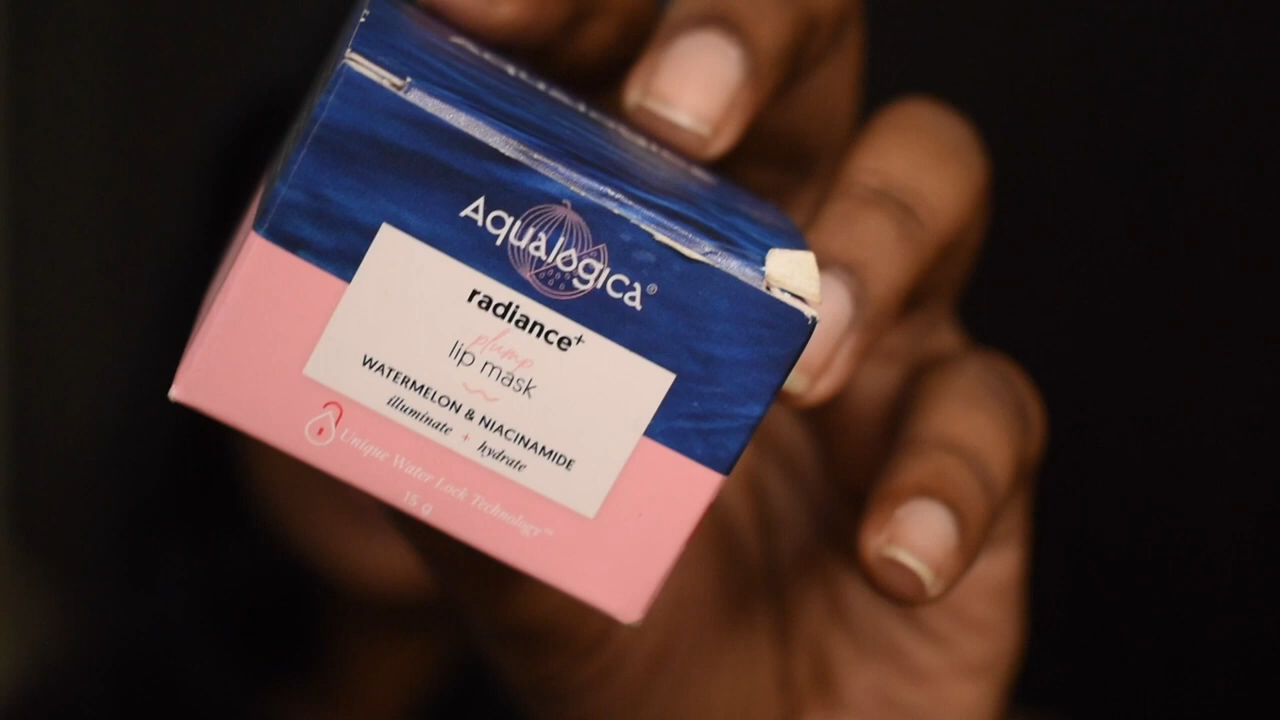 Aqualogica®
radiance+
plump
lip mask
WATERMELON & NIACINAMIDE
illuminate + hydrate
Unique Water Lock Technology™
15 g